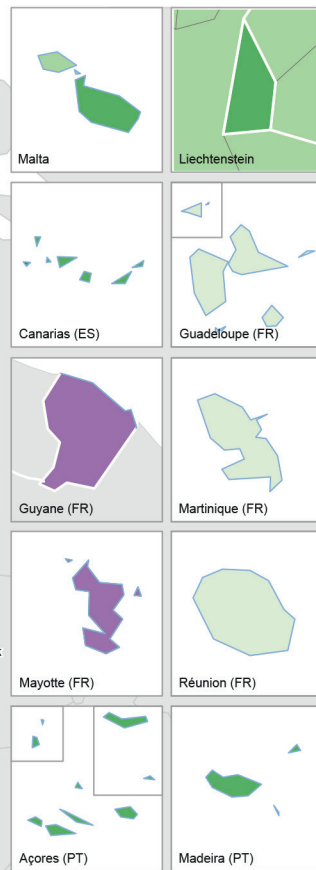 Malta
Liechtenstein
Canarias (ES)
Guadeloupe (FR)
Guyane (FR)
Martinique (FR)
Mayotte (FR)
Réunion (FR)
Açores (PT)
Madeira (PT)